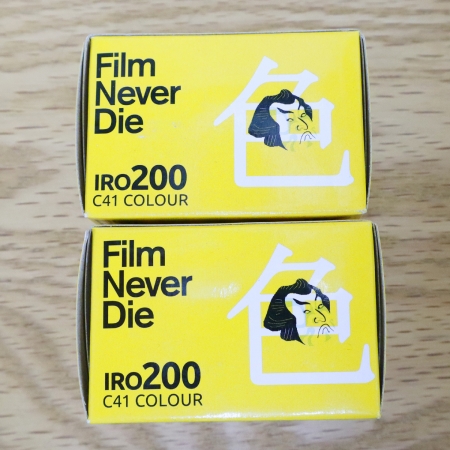 Film
Never
Die
色
IRO200
C41 COLOUR
Film
Never
Die
色
IRO200
C41 COLOUR